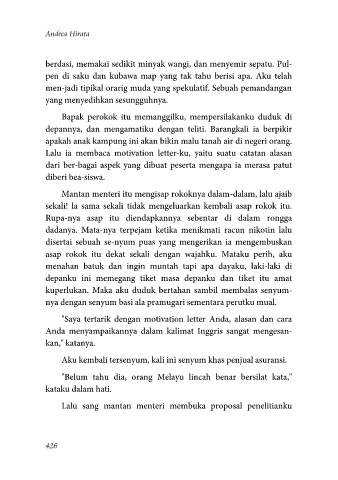 Andrea Hirata
berdasi, memakai sedikit minyak wangi, dan menyemir sepatu. Pul-
pen di saku dan kubawa map yang tak tahu berisi apa. Aku telah
men-jadi tipikal orarig muda yang spekulatif. Sebuah pemandangan
yang menyedihkan sesungguhnya.
Bapak perokok itu memanggilku, mempersilakanku duduk di
depannya, dan mengamatiku dengan teliti. Barangkali ia berpikir
apakah anak kampung ini akan bikin malu tanah air di negeri orang.
Lalu ia membaca motivation letter-ku, yaitu suatu catatan alasan
dari ber-bagai aspek yang dibuat peserta mengapa ia merasa patut
diberi bea-siswa.
Mantan menteri itu mengisap rokoknya dalam-dalam, lalu ajaib
sekali! la sama sekali tidak mengeluarkan kembali asap rokok itu.
Rupa-nya asap itu diendapkannya sebentar di dalam rongga
dadanya. Mata-nya terpejam ketika menikmati racun nikotin lalu
disertai sebuah se-nyum puas yang mengerikan ia mengembuskan
asap rokok itu dekat sekali dengan wajahku. Mataku perih, aku
menahan batuk dan ingin muntah tapi apa dayaku, laki-laki di
depanku ini memegang tiket masa depanku dan tiket itu amat
kuperlukan. Maka aku duduk bertahan sambil membalas senyum-
nya dengan senyum basi ala pramugari sementara perutku mual.
"Saya tertarik dengan motivation letter Anda, alasan dan cara
Anda menyampaikannya dalam kalimat Inggris sangat mengesan-
kan," katanya.
Aku kembali tersenyum, kali ini senyum khas penjual asuransi.
"Belum tahu dia, orang Melayu lincah benar bersilat kata,"
kataku dalam hati.
Lalu sang mantan menteri membuka proposal penelitianku
426